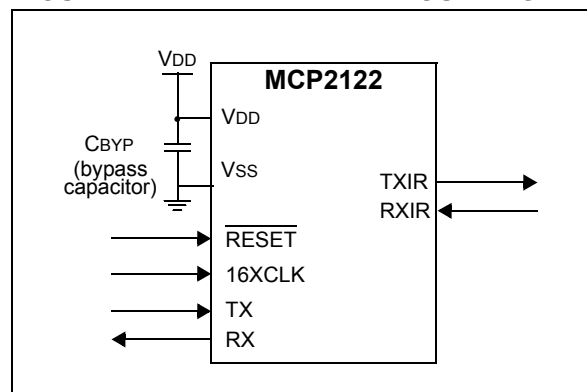 VDD
MCP2122
VDD
CBYP
(bypass
capacitor)
VSS
TXIR
RXIR
RESET
16XCLK
TX
RX